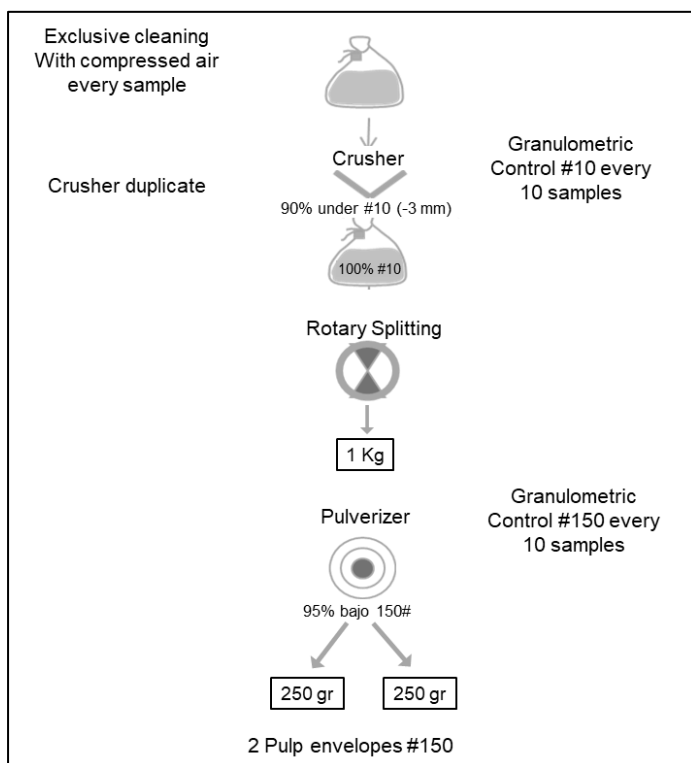 Exclusive cleaning
With compressed air
every sample
Crusher
Granulometric
Control #10 every
10 samples
Crusher duplicate
90% under #10 (-3 mm)
100% #10
Rotary Splitting
1 Kg
Pulverizer
Granulometric
Control #150 every
10 samples
95% bajo 150#
250 gr
250 gr
2 Pulp envelopes #150